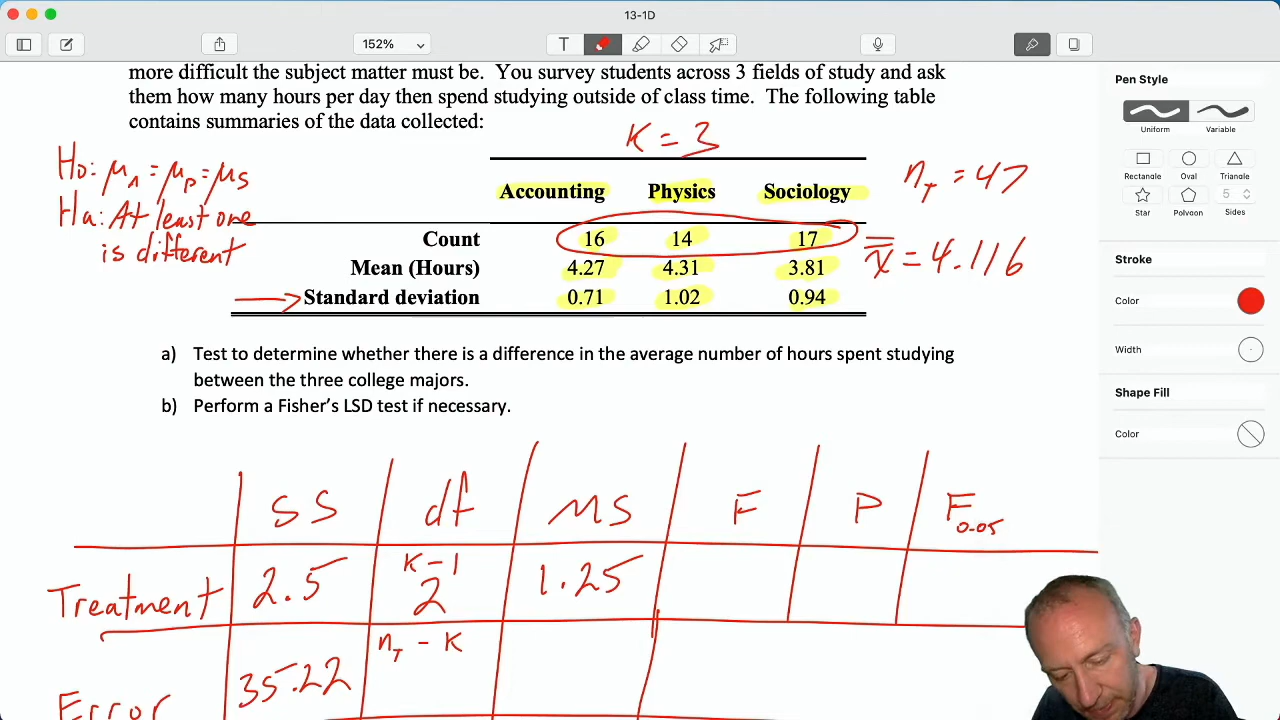 13-1D
152%
T
Pen Style
Uniform
Variable
Rectangle
Oval
Triangle
Star
Polygon
5
Sides
Stroke
Color
Width
Shape Fill
Color
more difficult the subject matter must be. You survey students across 3 fields of study and ask
them how many hours per day then spend studying outside of class time. The following table
contains summaries of the data collected:
K = 3
H₀: μA = μP = μS
Ha: At least one
is different
nT = 47
x̿ = 4.116
Accounting Physics Sociology
Count 16 14 17
Mean (Hours) 4.27 4.31 3.81
Standard deviation 0.71 1.02 0.94
a) Test to determine whether there is a difference in the average number of hours spent studying
between the three college majors.
b) Perform a Fisher's LSD test if necessary.
SS df MS F P F0.05
K - 1
Treatment 2.5 2 1.25
nT - K
Error 35.22